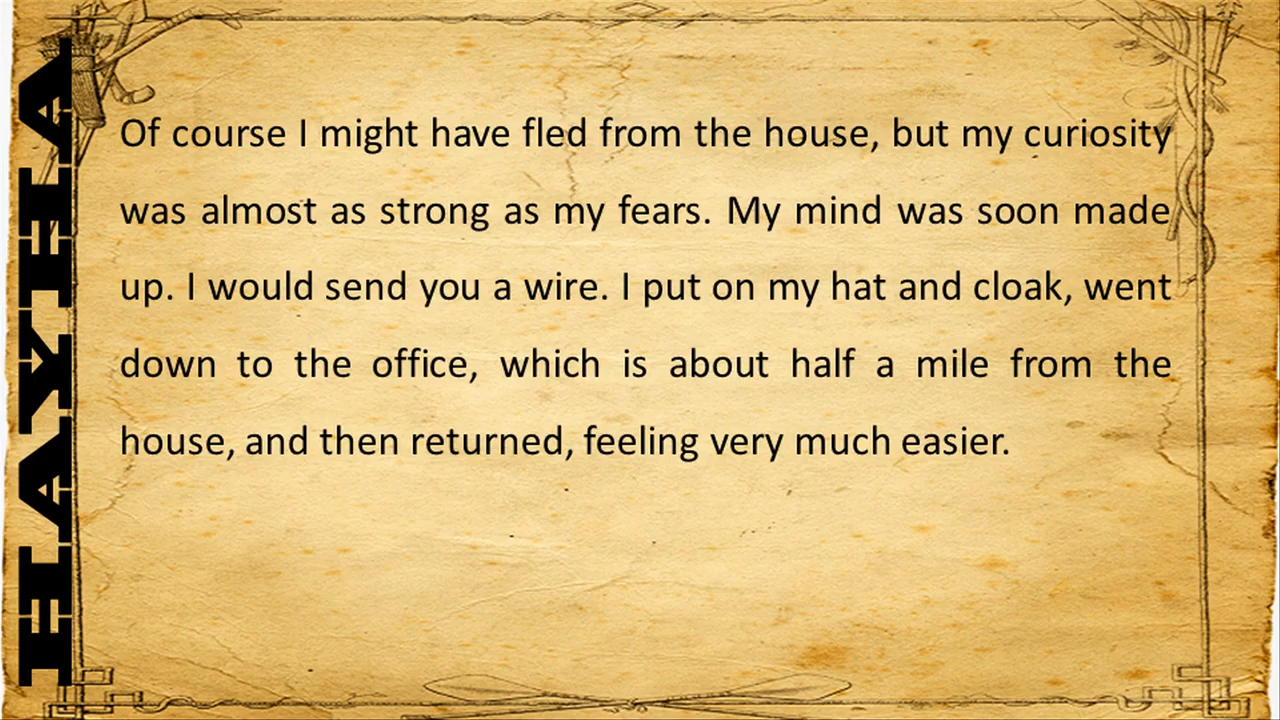 HAYHA
Of course I might have fled from the house, but my curiosity
was almost as strong as my fears. My mind was soon made
up. I would send you a wire. I put on my hat and cloak, went
down to the office, which is about half a mile from the
house, and then returned, feeling very much easier.